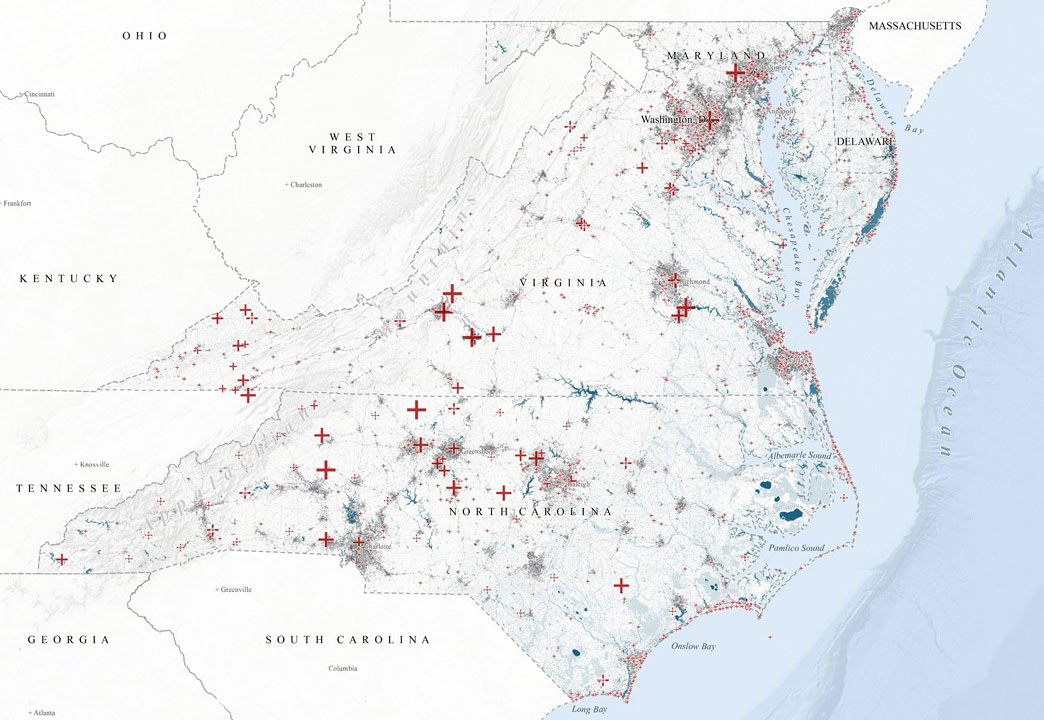 MASSACHUSETTS
OHIO
MARYLAND
Baltimore
Cincinnati
Dover
Delaware Bay
Annapolis
Washington, D
WEST
VIRGINIA
DELAWARE
Charleston
Frankfort
Chesapeake Bay
Atlantic Ocean
KENTUCKY
VIRGINIA
Richmond
Appalachian Mountains
Greensboro
Albemarle Sound
Knoxville
TENNESSEE
Raleigh
NORTH CAROLINA
Charlotte
Pamlico Sound
Greenville
GEORGIA
SOUTH CAROLINA
Onslow Bay
Columbia
Long Bay
Atlanta